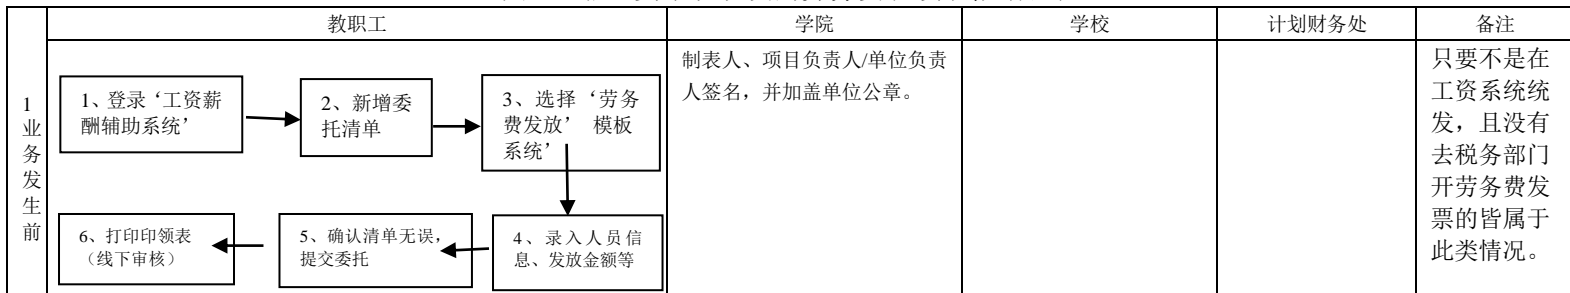 教职工
学院
学校
计划财务处
备注
1
业
务
发
生
前
1、登录‘工资薪
酬辅助系统’
2、新增委
托清单
3、选择‘劳务
费发放’ 模板
系统’
4、录入人员信
息、发放金额等
5、确认清单无误，
提交委托
6、打印印领表
（线下审核）
制表人、项目负责人/单位负责
人签名，并加盖单位公章。
只要不是在
工资系统统
发，且没有
去税务部门
开劳务费发
票的皆属于
此类情况。